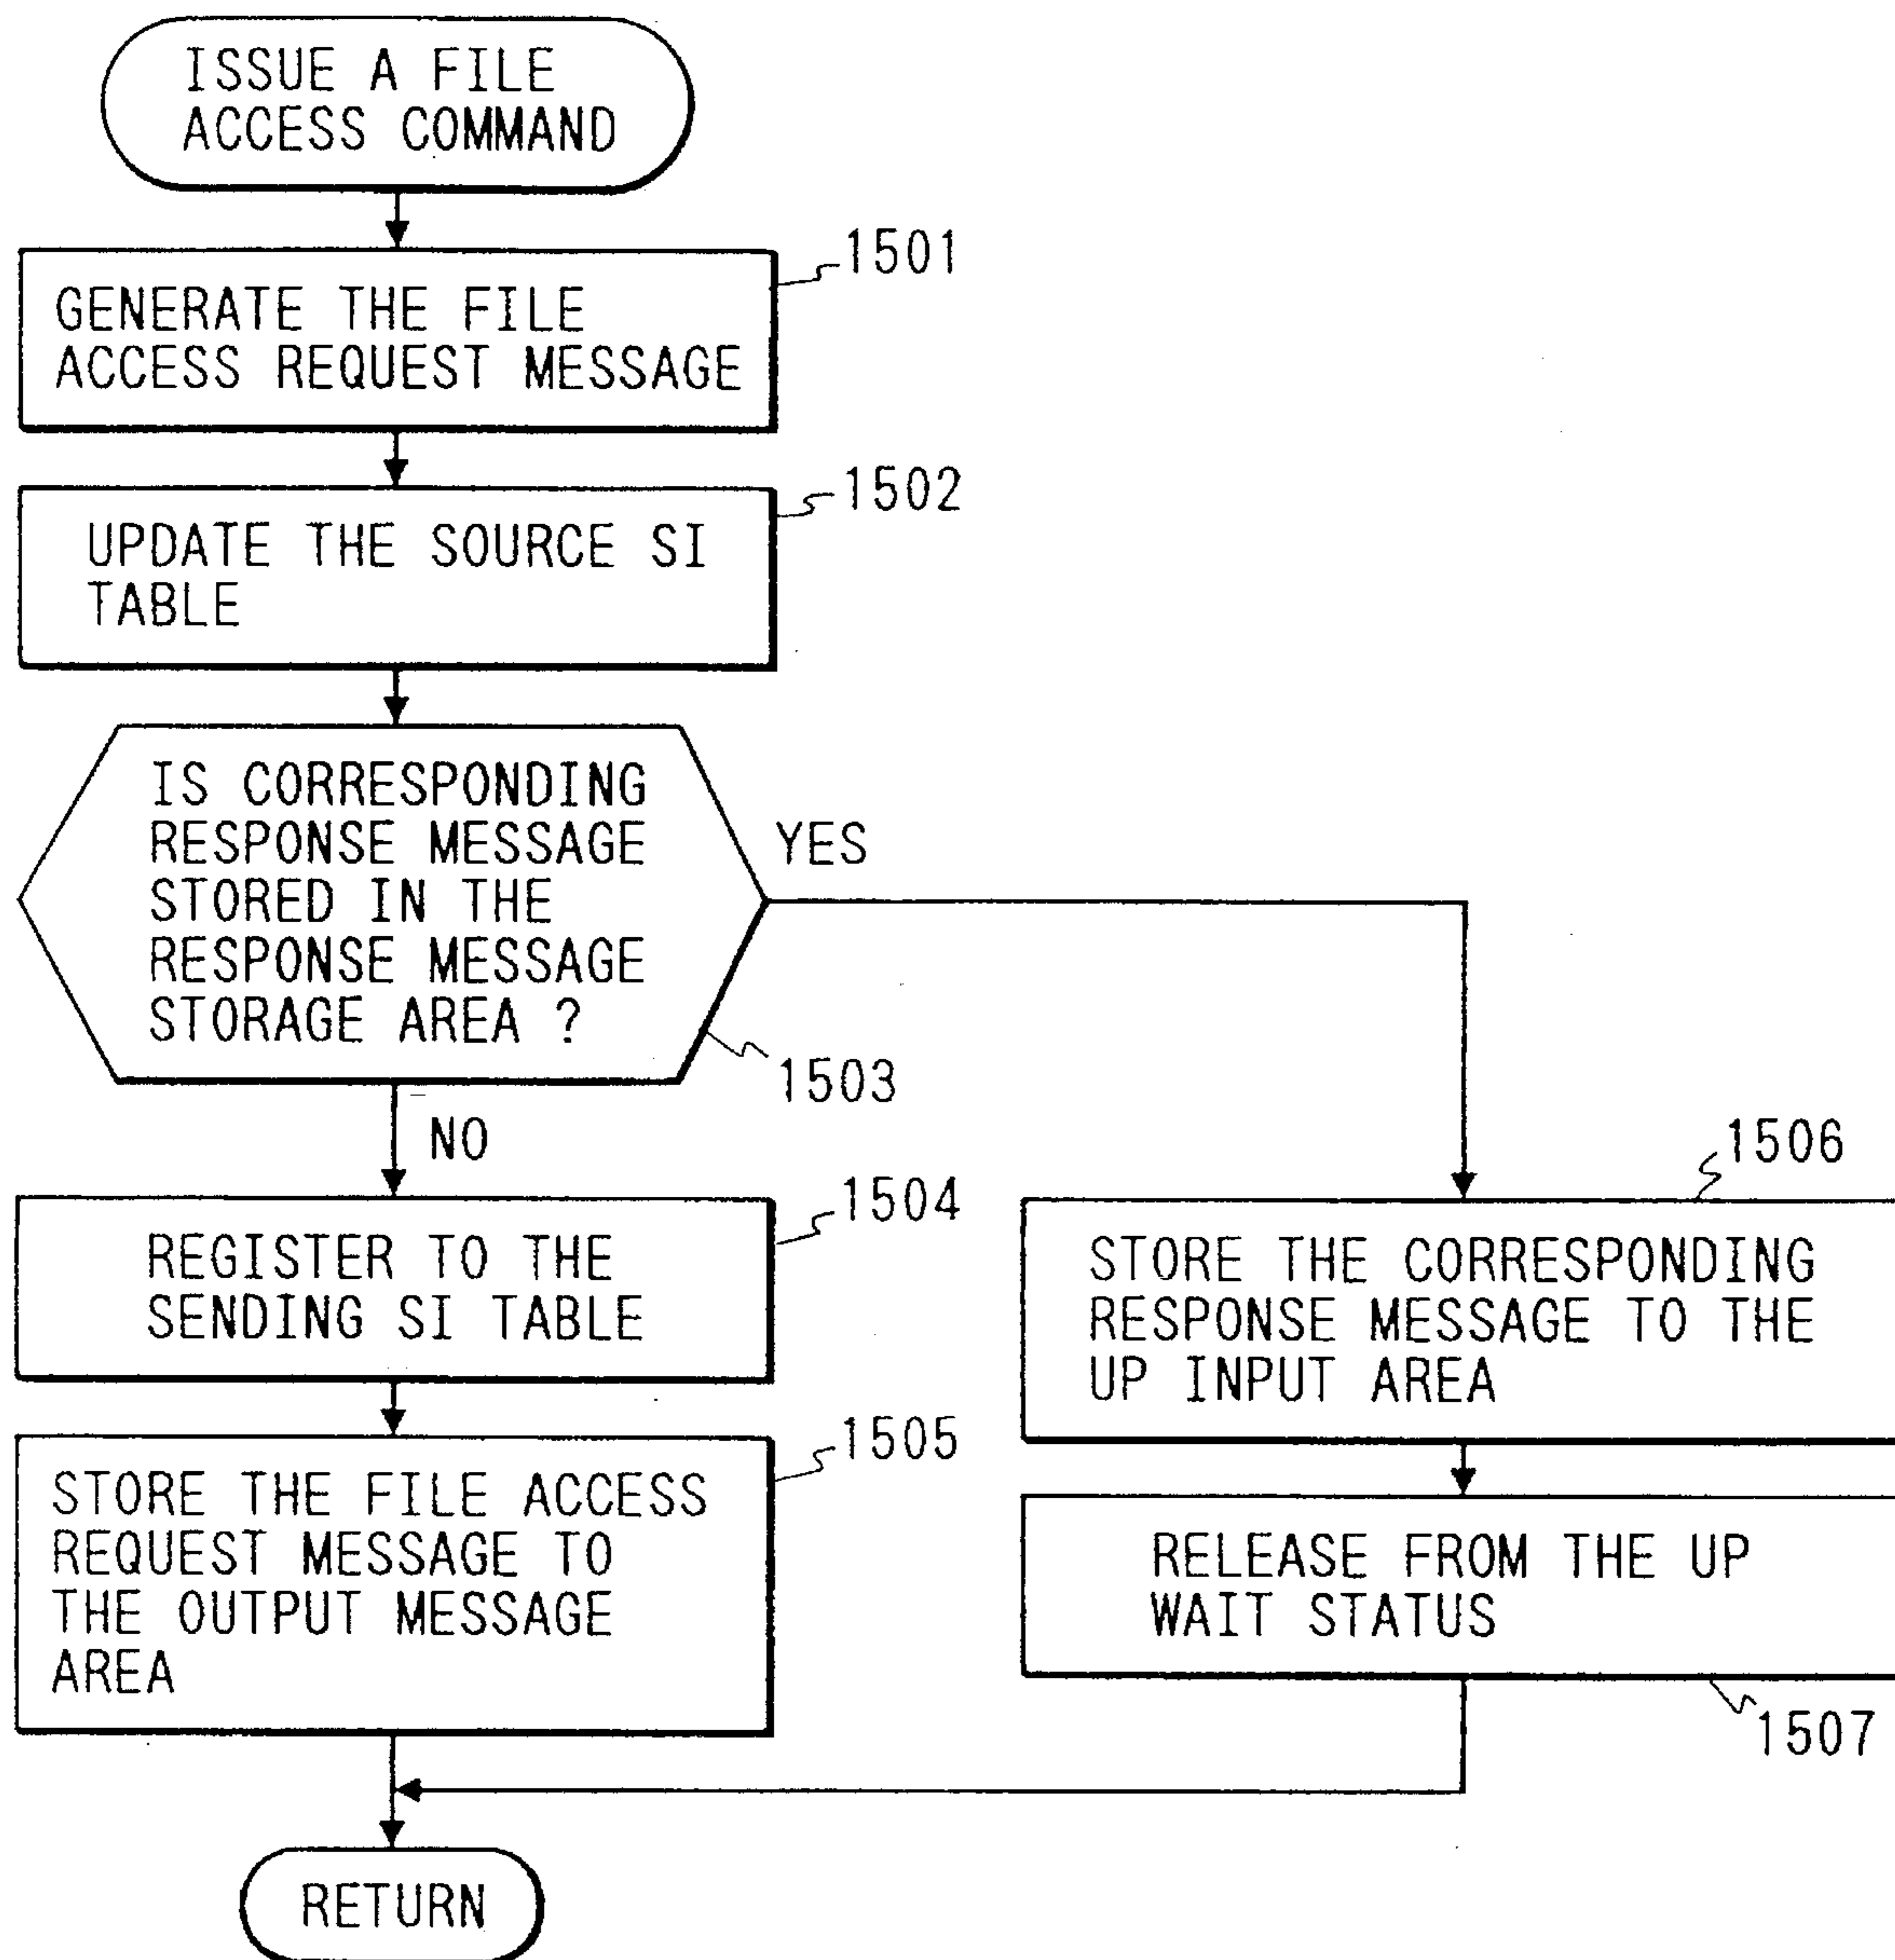 ISSUE A FILE
ACCESS COMMAND
1501
GENERATE THE FILE
ACCESS REQUEST MESSAGE
1502
UPDATE THE SOURCE SI
TABLE
IS CORRESPONDING
RESPONSE MESSAGE
STORED IN THE
RESPONSE MESSAGE
STORAGE AREA ?
YES
1503
NO
1504
REGISTER TO THE
SENDING SI TABLE
1505
STORE THE FILE ACCESS
REQUEST MESSAGE TO
THE OUTPUT MESSAGE
AREA
1506
STORE THE CORRESPONDING
RESPONSE MESSAGE TO THE
UP INPUT AREA
RELEASE FROM THE UP
WAIT STATUS
1507
RETURN